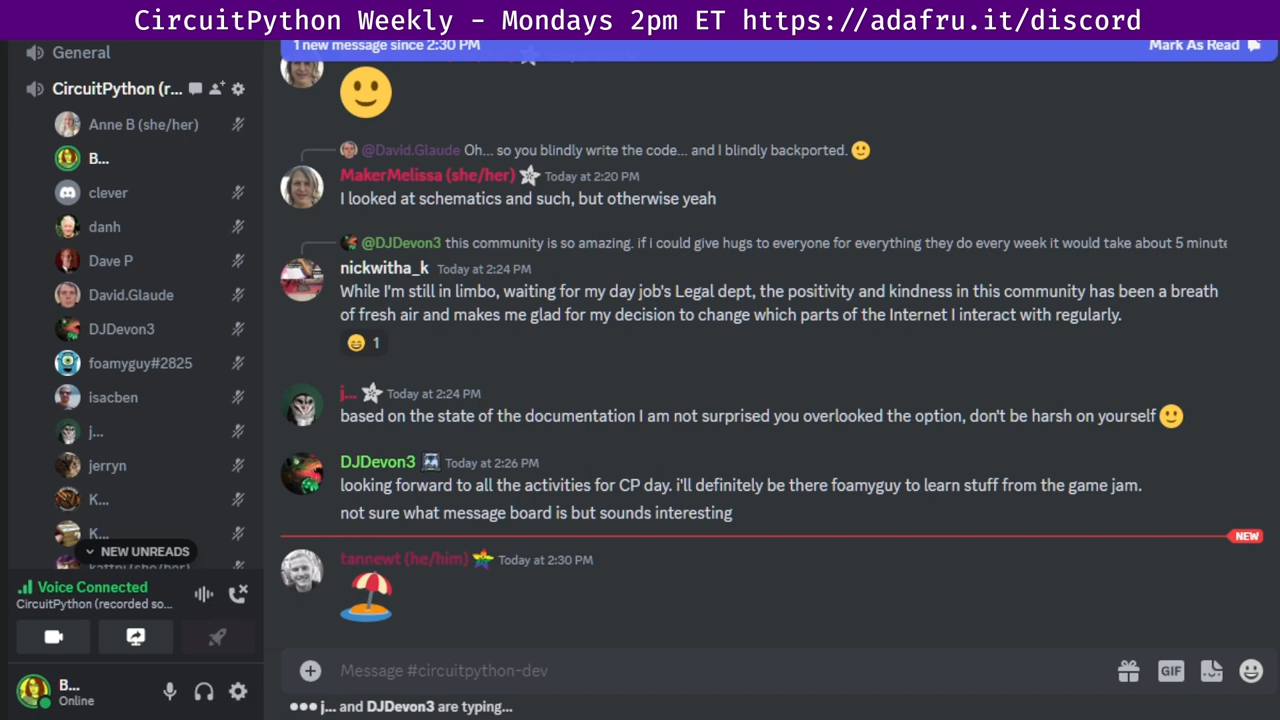 CircuitPython Weekly - Mondays 2pm ET https://adafru.it/discord
General
CircuitPython (r...
Anne B (she/her)
B...
clever
danh
Dave P
David.Glaude
DJDevon3
foamyguy#2825
isacben
j...
jerryn
K...
K...
NEW UNREADS
kattni (she/her)
Voice Connected
CircuitPython (recorded so...
B...
Online
1 new message since 2:30 PM
Mark As Read
@David.Glaude Oh... so you blindly write the code... and I blindly backported.
MakerMelissa (she/her) Today at 2:20 PM
I looked at schematics and such, but otherwise yeah
@DJDevon3 this community is so amazing. if i could give hugs to everyone for everything they do every week it would take about 5 minute
nickwitha_k Today at 2:24 PM
While I'm still in limbo, waiting for my day job's Legal dept, the positivity and kindness in this community has been a breath
of fresh air and makes me glad for my decision to change which parts of the Internet I interact with regularly.
1
j... Today at 2:24 PM
based on the state of the documentation I am not surprised you overlooked the option, don't be harsh on yourself
DJDevon3 Today at 2:26 PM
looking forward to all the activities for CP day. i'll definitely be there foamyguy to learn stuff from the game jam.
not sure what message board is but sounds interesting
NEW
tannewt (he/him) Today at 2:30 PM
Message #circuitpython-dev
GIF
j... and DJDevon3 are typing...